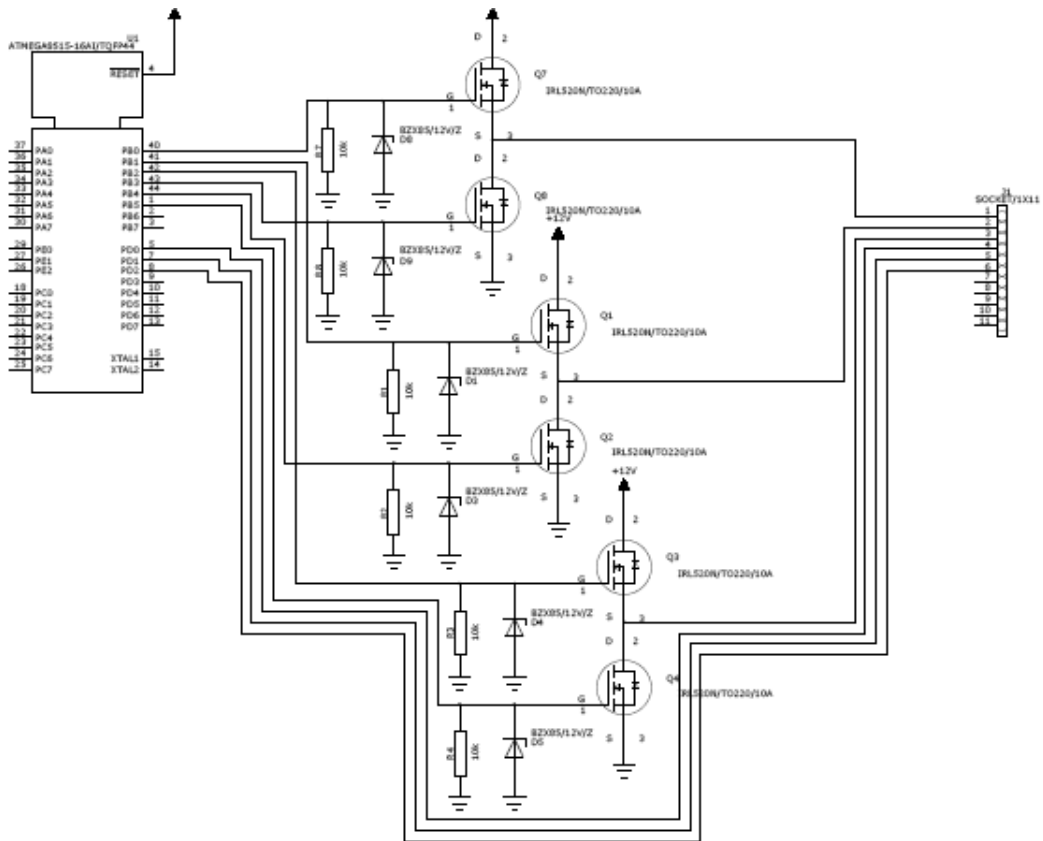 U1
ATMEGA8515-16AI/TQFP44
RESET 4
37 PA0 PB0 40
36 PA1 PB1 41
35 PA2 PB2 42
34 PA3 PB3 43
33 PA4 PB4 44
32 PA5 PB5 1
31 PA6 PB6 2
30 PA7 PB7 3
29 PE0 PD0 5
27 PE1 PD1 7
26 PE2 PD2 8
PD3 9
18 PC0 PD4 10
19 PC1 PD5 11
20 PC2 PD6 12
21 PC3 PD7 13
22 PC4
23 PC5
24 PC6 XTAL1 15
25 PC7 XTAL2 14
D 2
Q7
IRL520N/TO220/10A
G
1
S 3
R7
10k
BZX85/12V/Z
D8
D 2
Q8
IRL520N/TO220/10A
G
1
S 3
R8
10k
BZX85/12V/Z
D9
+12V
D 2
Q1
IRL520N/TO220/10A
G
1
S 3
R1
10k
BZX85/12V/Z
D1
D 2
Q2
IRL520N/TO220/10A
G
1
S 3
R2
10k
BZX85/12V/Z
D3
+12V
D 2
Q3
IRL520N/TO220/10A
G
1
S 3
R3
10k
BZX85/12V/Z
D4
D 2
Q4
IRL520N/TO220/10A
G
1
S 3
R4
10k
BZX85/12V/Z
D5
J1
SOCKET/1X11
1
2
3
4
5
6
7
8
9
10
11